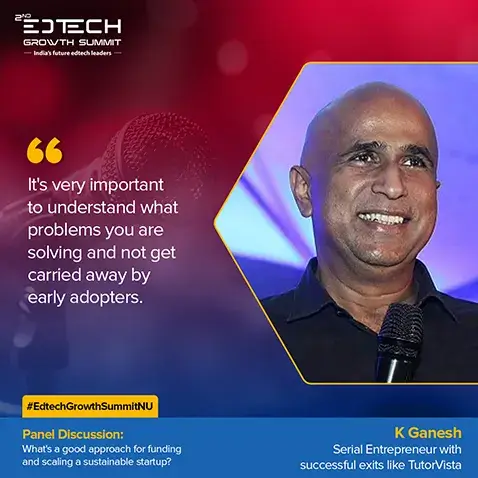 2ND
EDTECH
GROWTH SUMMIT
India's future edtech leaders
“
It's very important
to understand what
problems you are
solving and not get
carried away by
early adopters.
#EdtechGrowthSummitNU
Panel Discussion:
What's a good approach for funding
and scaling a sustainable startup?
K Ganesh
Serial Entrepreneur with
successful exits like TutorVista